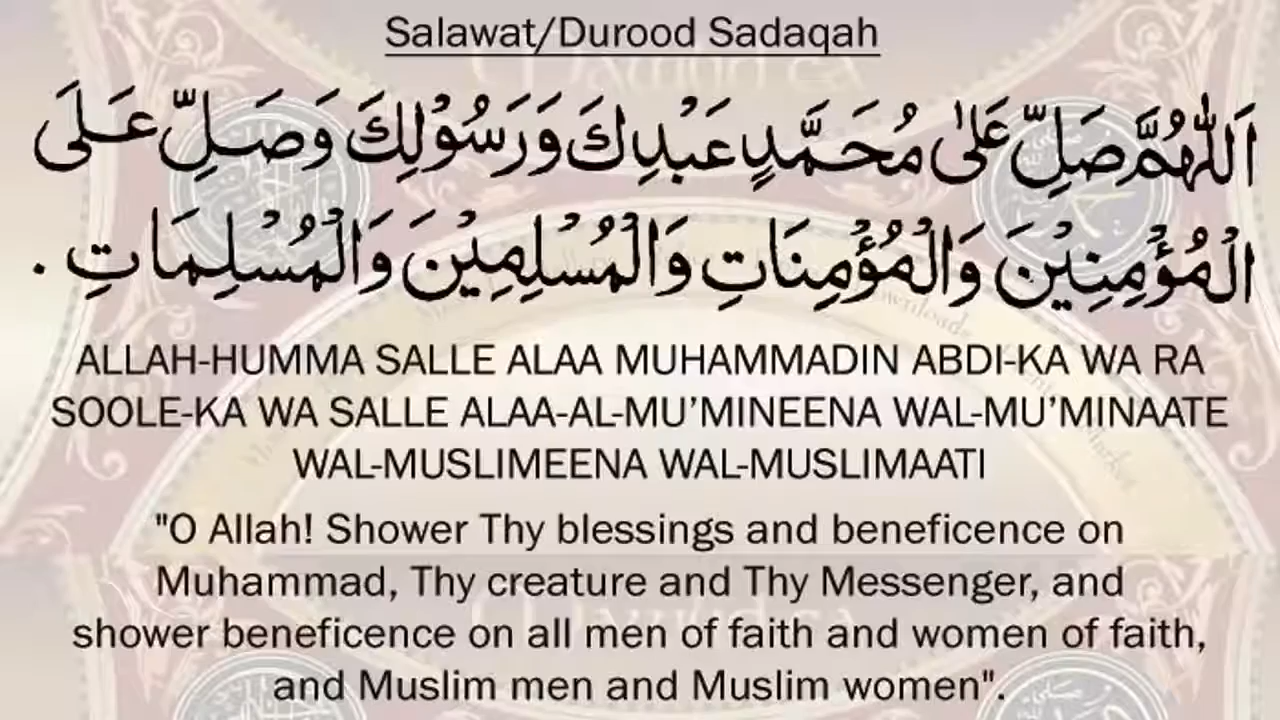 Salawat/Durood Sadaqah
اَللّٰهُمَّ صَلِّ عَلٰى مُحَمَّدٍ عَبْدِكَ وَرَسُوْلِكَ وَصَلِّ عَلَى
الْمُؤْمِنِيْنَ وَالْمُؤْمِنَاتِ وَالْمُسْلِمِيْنَ وَالْمُسْلِمَاتِ .
ALLAH-HUMMA SALLE ALAA MUHAMMADIN ABDI-KA WA RA
SOOLE-KA WA SALLE ALAA-AL-MU’MINEENA WAL-MU’MINAATE
WAL-MUSLIMEENA WAL-MUSLIMAATI
"O Allah! Shower Thy blessings and beneficence on
Muhammad, Thy creature and Thy Messenger, and
shower beneficence on all men of faith and women of faith,
and Muslim men and Muslim women".